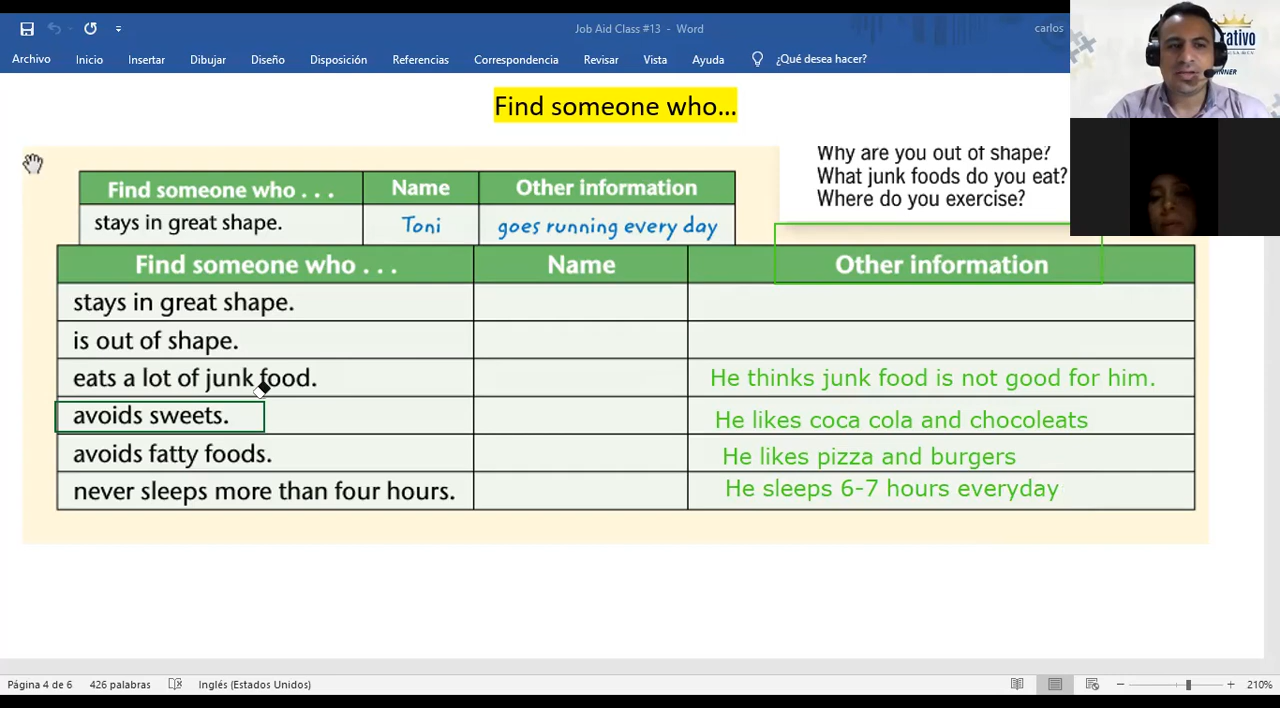 Job Aid Class #13 - Word
carlos
Archivo Inicio Insertar Dibujar Diseño Disposición Referencias Correspondencia Revisar Vista Ayuda ¿Qué desea hacer?
rativo
Find someone who...
Why are you out of shape?
What junk foods do you eat?
Where do you exercise?
Find someone who . . . Name Other information
stays in great shape. Toni goes running every day
Find someone who . . . Name Other information
stays in great shape.
is out of shape.
eats a lot of junk food. He thinks junk food is not good for him.
avoids sweets. He likes coca cola and chocoleats
avoids fatty foods. He likes pizza and burgers
never sleeps more than four hours. He sleeps 6-7 hours everyday
Página 4 de 6 426 palabras Inglés (Estados Unidos) 210%